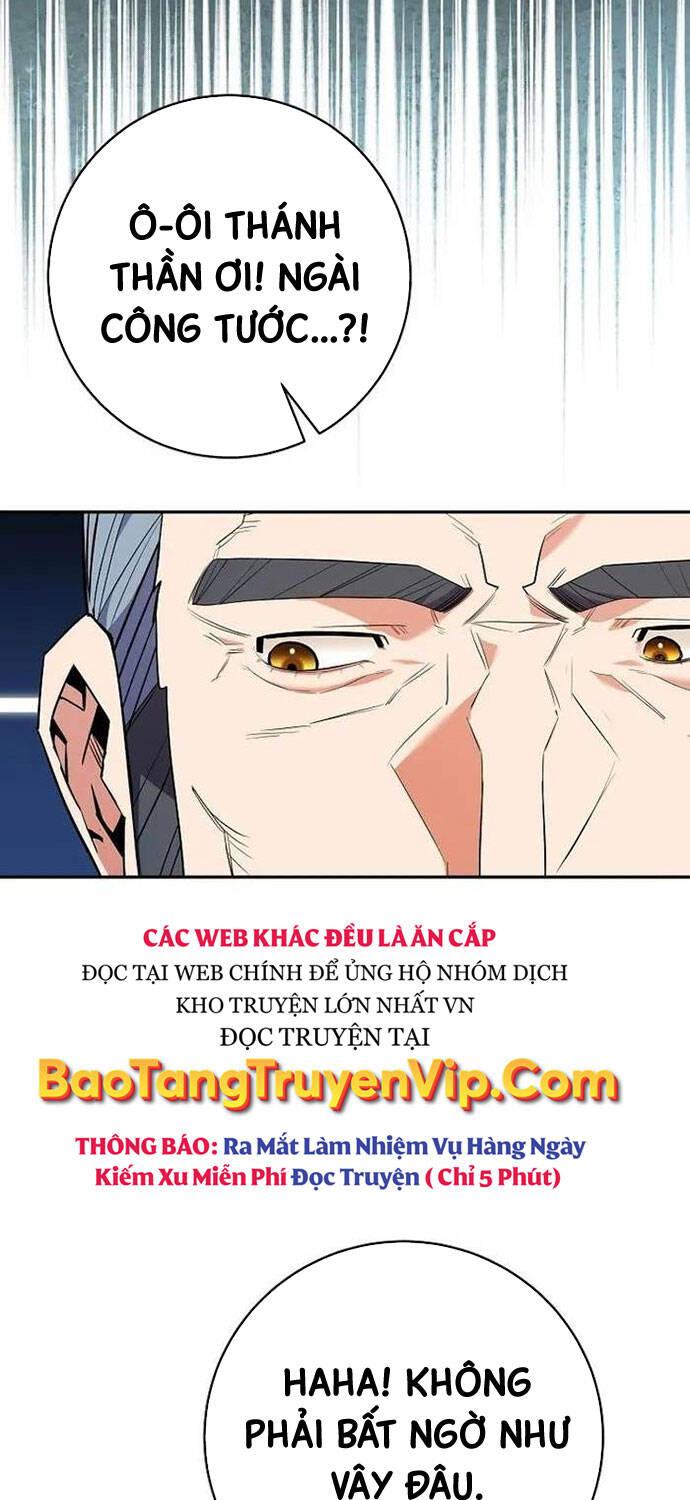 Ô-ÔI THÁNH
THẦN ƠI! NGÀI
CÔNG TƯỚC...?!
CÁC WEB KHÁC ĐỀU LÀ ĂN CẮP
ĐỌC TẠI WEB CHÍNH ĐỂ ỦNG HỘ NHÓM DỊCH
KHO TRUYỆN LỚN NHẤT VN
ĐỌC TRUYỆN TẠI
BaoTangTruyenVip.Com
THÔNG BÁO: Ra Mắt Làm Nhiệm Vụ Hàng Ngày
Kiếm Xu Miễn Phí Đọc Truyện ( Chỉ 5 Phút)
HAHA! KHÔNG
PHẢI BẤT NGỜ NHƯ
VÂY ĐÂU.